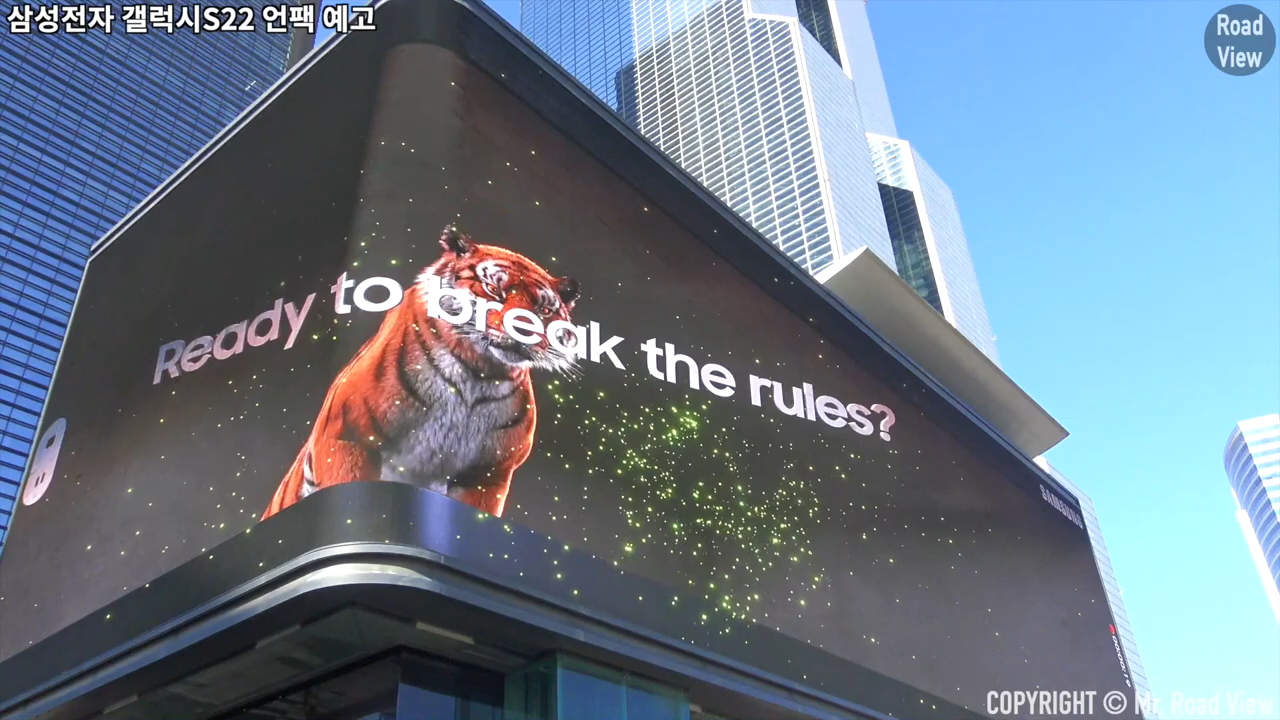 삼성전자 갤럭시S22 언팩 예고
Road
View
Ready to break the rules?
SAMSUNG
COPYRIGHT © Mr. Road View